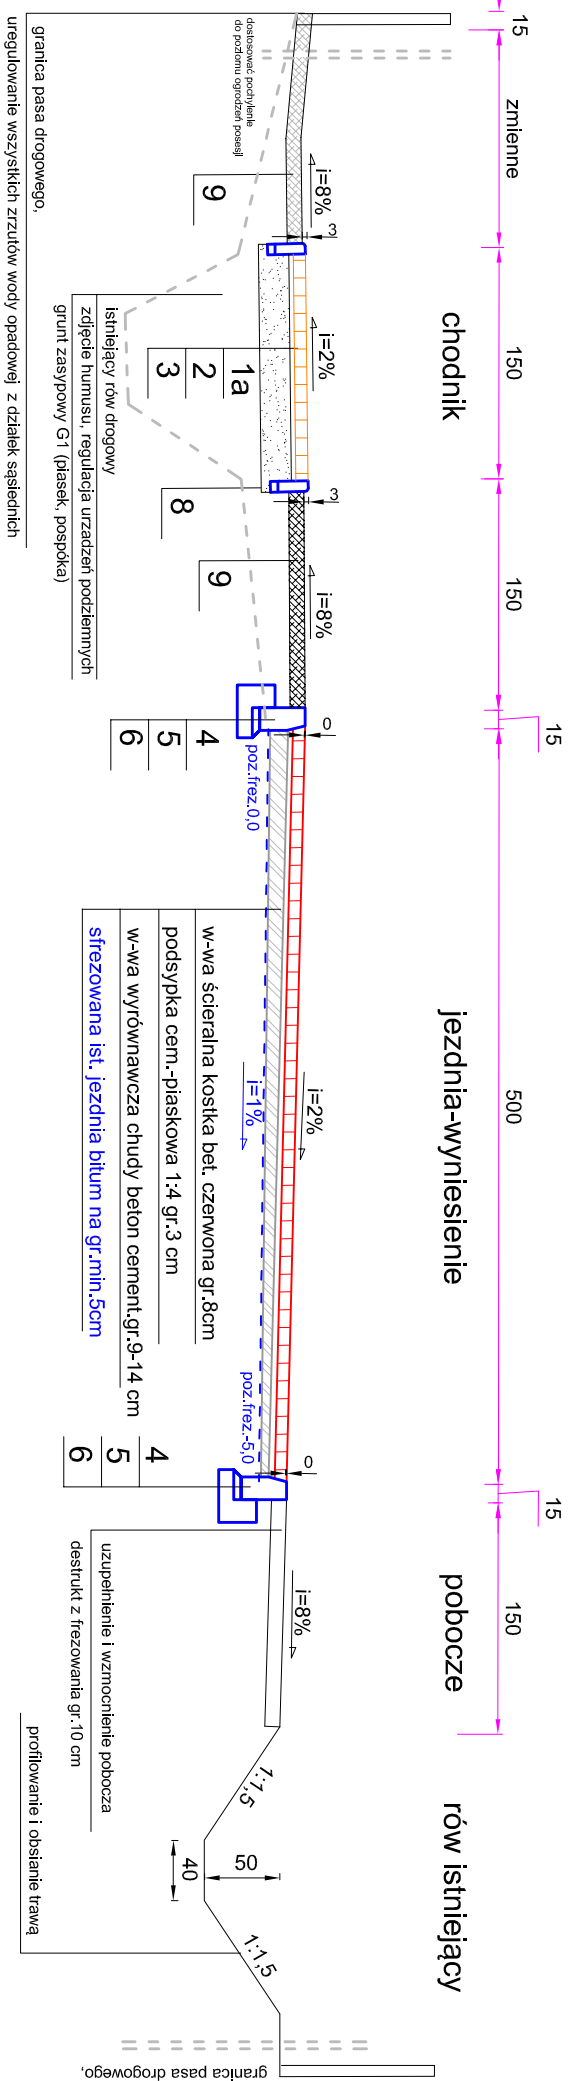 15
zmienne
150
150
15
500
15
150
chodnik
jezdnia-wyniesienie
pobocze
rów istniejący
i=8%
3
i=2%
3
i=8%
0
i=2%
0
i=8%
dostosować pochylenie
do poziomu ogrodzeń posesji
9
1a
2
3
8
9
4
5
6
poz.frez.0,0
i=1%
poz.frez.-5,0
4
5
6
1:1,5
50
40
1:1,5
granica pasa drogowego,
uregulowanie wszystkich zrzutów wody opadowej z działek sąsiednich
istniejący rów drogowy
zdjęcie humusu, regulacja urzadzeń podziemnych
grunt zasypowy G1 (piasek, pospóka)
w-wa ścieralna kostka bet. czerwona gr.8cm
podsypka cem.-piaskowa 1:4 gr.3 cm
w-wa wyrównawcza chudy beton cement.gr.9-14 cm
sfrezowana ist. jezdnia bitum na gr.min.5cm
uzupełnienie i wzmocnienie pobocza
destrukt z frezowania gr.10 cm
profilowanie i obsianie trawą
granica pasa drogowego,